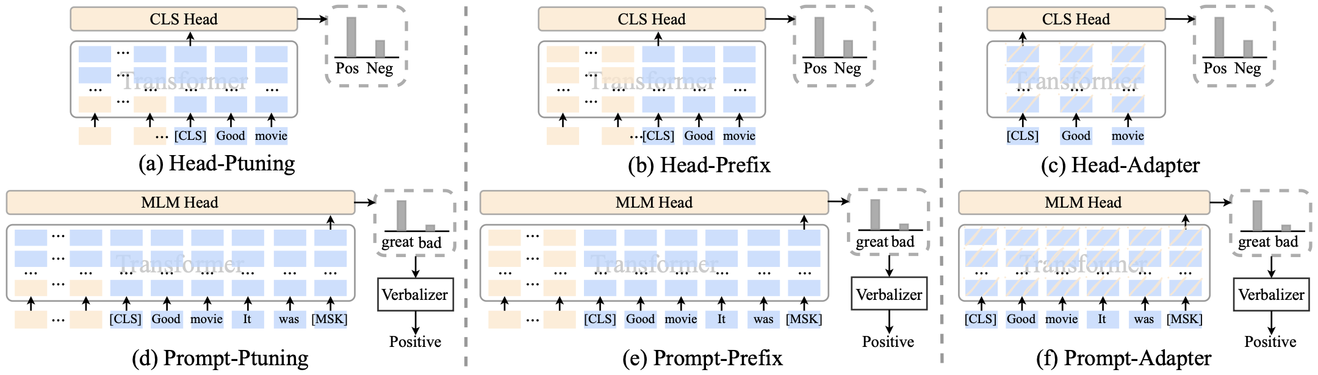 CLS Head
Transformer
...
...
...
...
... [CLS] Good movie
Pos Neg
(a) Head-Ptuning
CLS Head
Transformer
...
...
...
...
...[CLS] Good movie
Pos Neg
(b) Head-Prefix
CLS Head
Transformer
... ... ...
[CLS] Good movie
Pos Neg
(c) Head-Adapter
MLM Head
Transformer
...
...
...
...
... [CLS] Good movie It was [MSK]
great bad
Verbalizer
Positive
(d) Prompt-Ptuning
MLM Head
Transformer
...
...
...
...
... [CLS] Good movie It was [MSK]
great bad
Verbalizer
Positive
(e) Prompt-Prefix
MLM Head
Transformer
... ... ... ... ... ...
[CLS] Good movie It was [MSK]
great bad
Verbalizer
Positive
(f) Prompt-Adapter